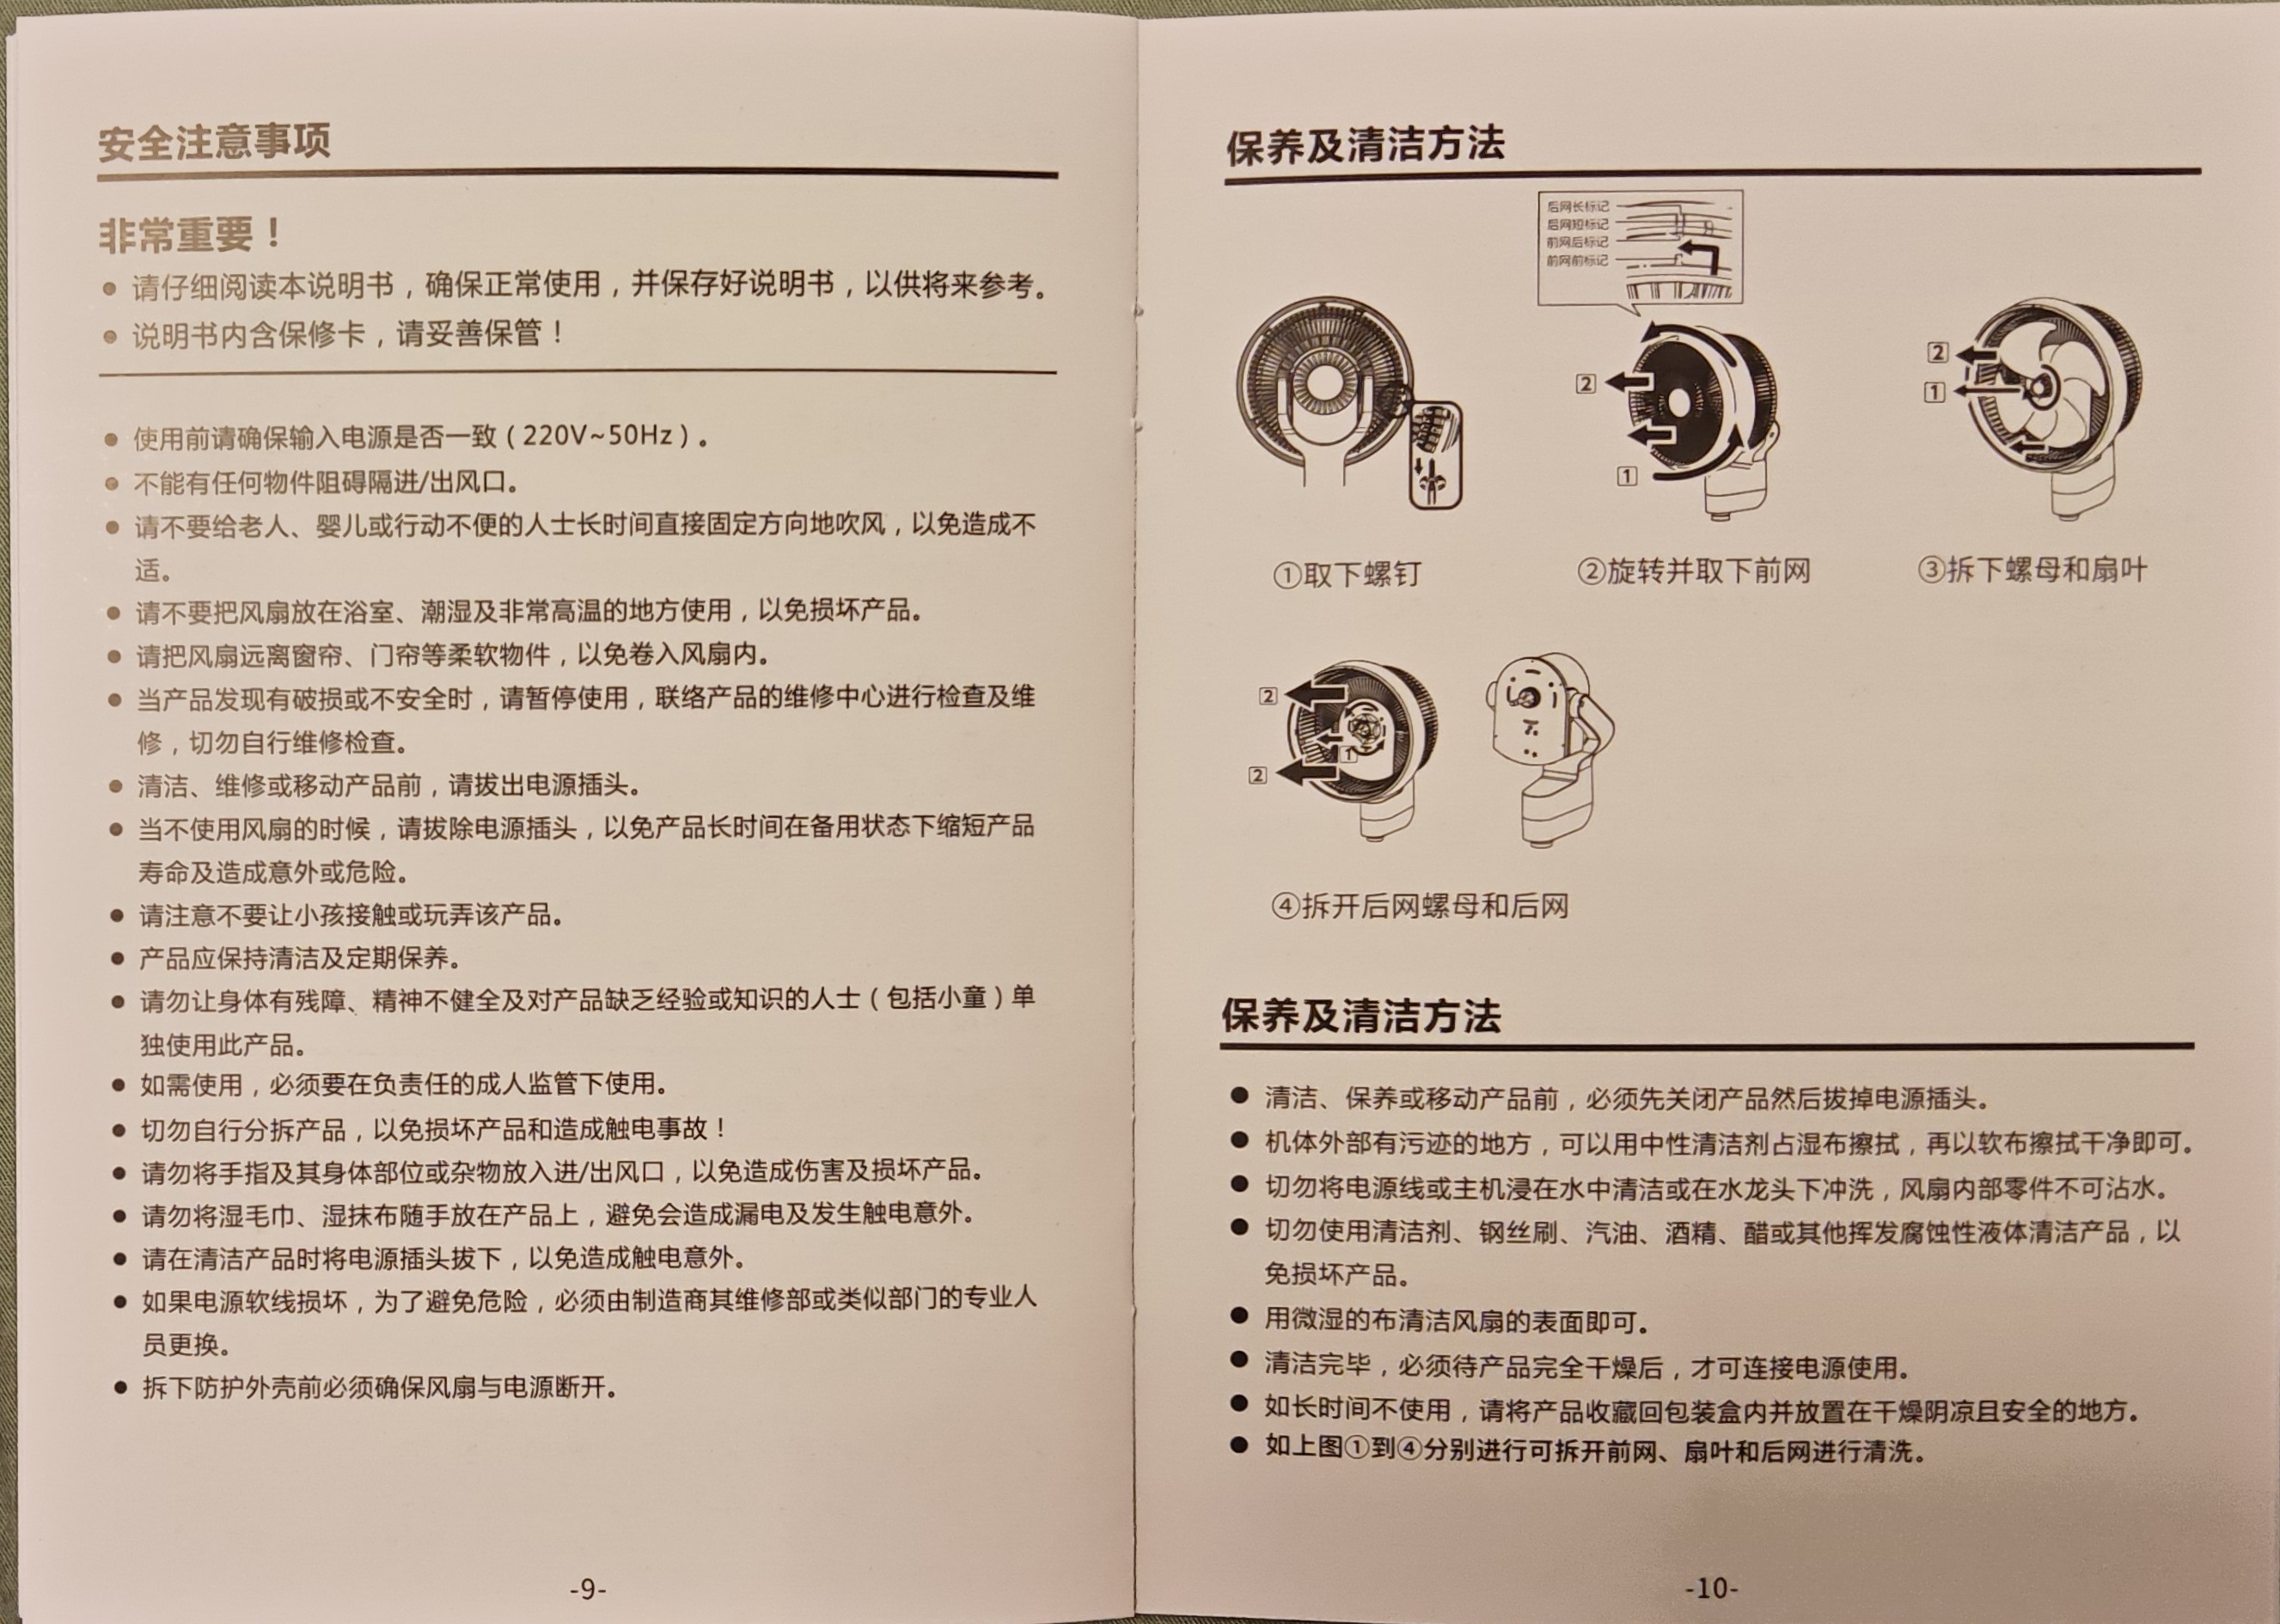 安全注意事项
非常重要！
● 请仔细阅读本说明书，确保正常使用，并保存好说明书，以供将来参考。
● 说明书内含保修卡，请妥善保管！
● 使用前请确保输入电源是否一致（220V~50Hz）。
● 不能有任何物件阻碍隔进/出风口。
● 请不要给老人、婴儿或行动不便的人士长时间直接固定方向地吹风，以免造成不
适。
● 请不要把风扇放在浴室、潮湿及非常高温的地方使用，以免损坏产品。
● 请把风扇远离窗帘、门帘等柔软物件，以免卷入风扇内。
● 当产品发现有破损或不安全时，请暂停使用，联络产品的维修中心进行检查及维
修，切勿自行维修检查。
● 清洁、维修或移动产品前，请拔出电源插头。
● 当不使用风扇的时候，请拔除电源插头，以免产品长时间在备用状态下缩短产品
寿命及造成意外或危险。
● 请注意不要让小孩接触或玩弄该产品。
● 产品应保持清洁及定期保养。
● 请勿让身体有残障、精神不健全及对产品缺乏经验或知识的人士（包括小童）单
独使用此产品。
● 如需使用，必须要在负责任的成人监管下使用。
● 切勿自行分拆产品，以免损坏产品和造成触电事故！
● 请勿将手指及其身体部位或杂物放入进/出风口，以免造成伤害及损坏产品。
● 请勿将湿毛巾、湿抹布随手放在产品上，避免会造成漏电及发生触电意外。
● 请在清洁产品时将电源插头拔下，以免造成触电意外。
● 如果电源软线损坏，为了避免危险，必须由制造商其维修部或类似部门的专业人
员更换。
● 拆下防护外壳前必须确保风扇与电源断开。
-9-
保养及清洁方法
后网长标记
后网短标记
前网后标记
前网前标记
2
1
2
1
①取下螺钉
②旋转并取下前网
③拆下螺母和扇叶
2
1
2
④拆开后网螺母和后网
保养及清洁方法
● 清洁、保养或移动产品前，必须先关闭产品然后拔掉电源插头。
● 机体外部有污迹的地方，可以用中性清洁剂占湿布擦拭，再以软布擦拭干净即可。
● 切勿将电源线或主机浸在水中清洁或在水龙头下冲洗，风扇内部零件不可沾水。
● 切勿使用清洁剂、钢丝刷、汽油、酒精、醋或其他挥发腐蚀性液体清洁产品，以
免损坏产品。
● 用微湿的布清洁风扇的表面即可。
● 清洁完毕，必须待产品完全干燥后，才可连接电源使用。
● 如长时间不使用，请将产品收藏回包装盒内并放置在干燥阴凉且安全的地方。
● 如上图①到④分别进行可拆开前网、扇叶和后网进行清洗。
-10-